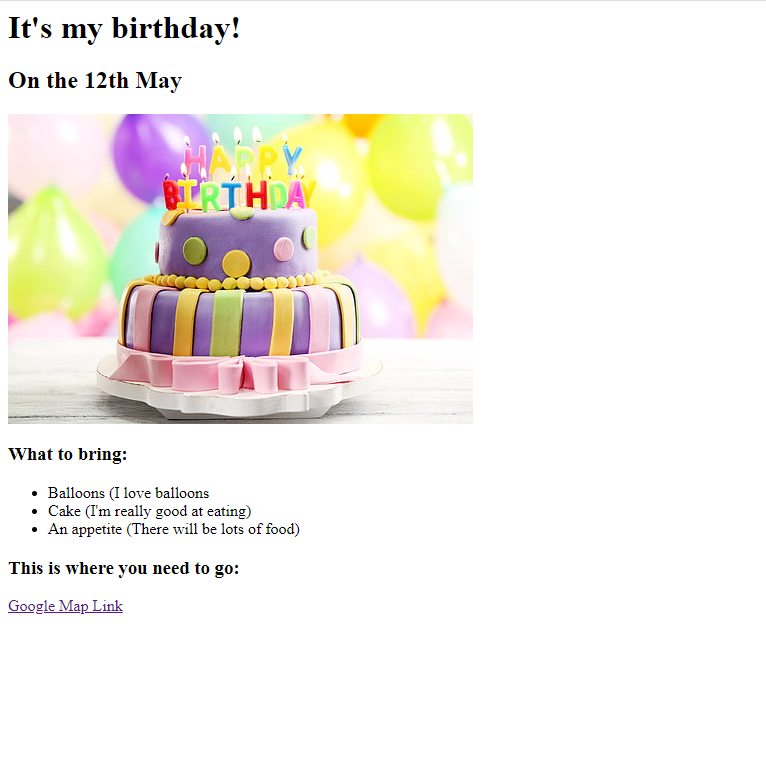 It's my birthday!
On the 12th May
HAPPY
BIRTHDAY
What to bring:
Balloons (I love balloons
Cake (I'm really good at eating)
An appetite (There will be lots of food)
This is where you need to go:
Google Map Link